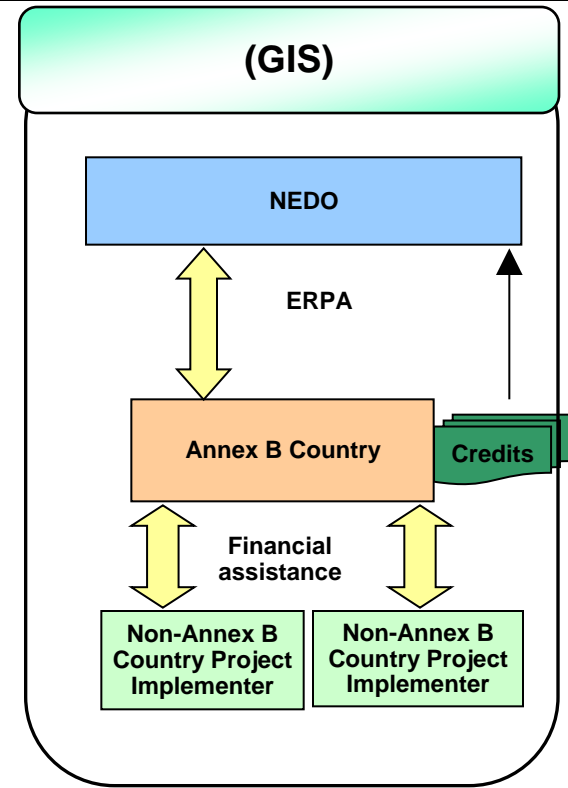 (GIS)
NEDO
ERPA
Annex B Country
Credits
Financial
assistance
Non-Annex B
Country Project
Implementer
Non-Annex B
Country Project
Implementer